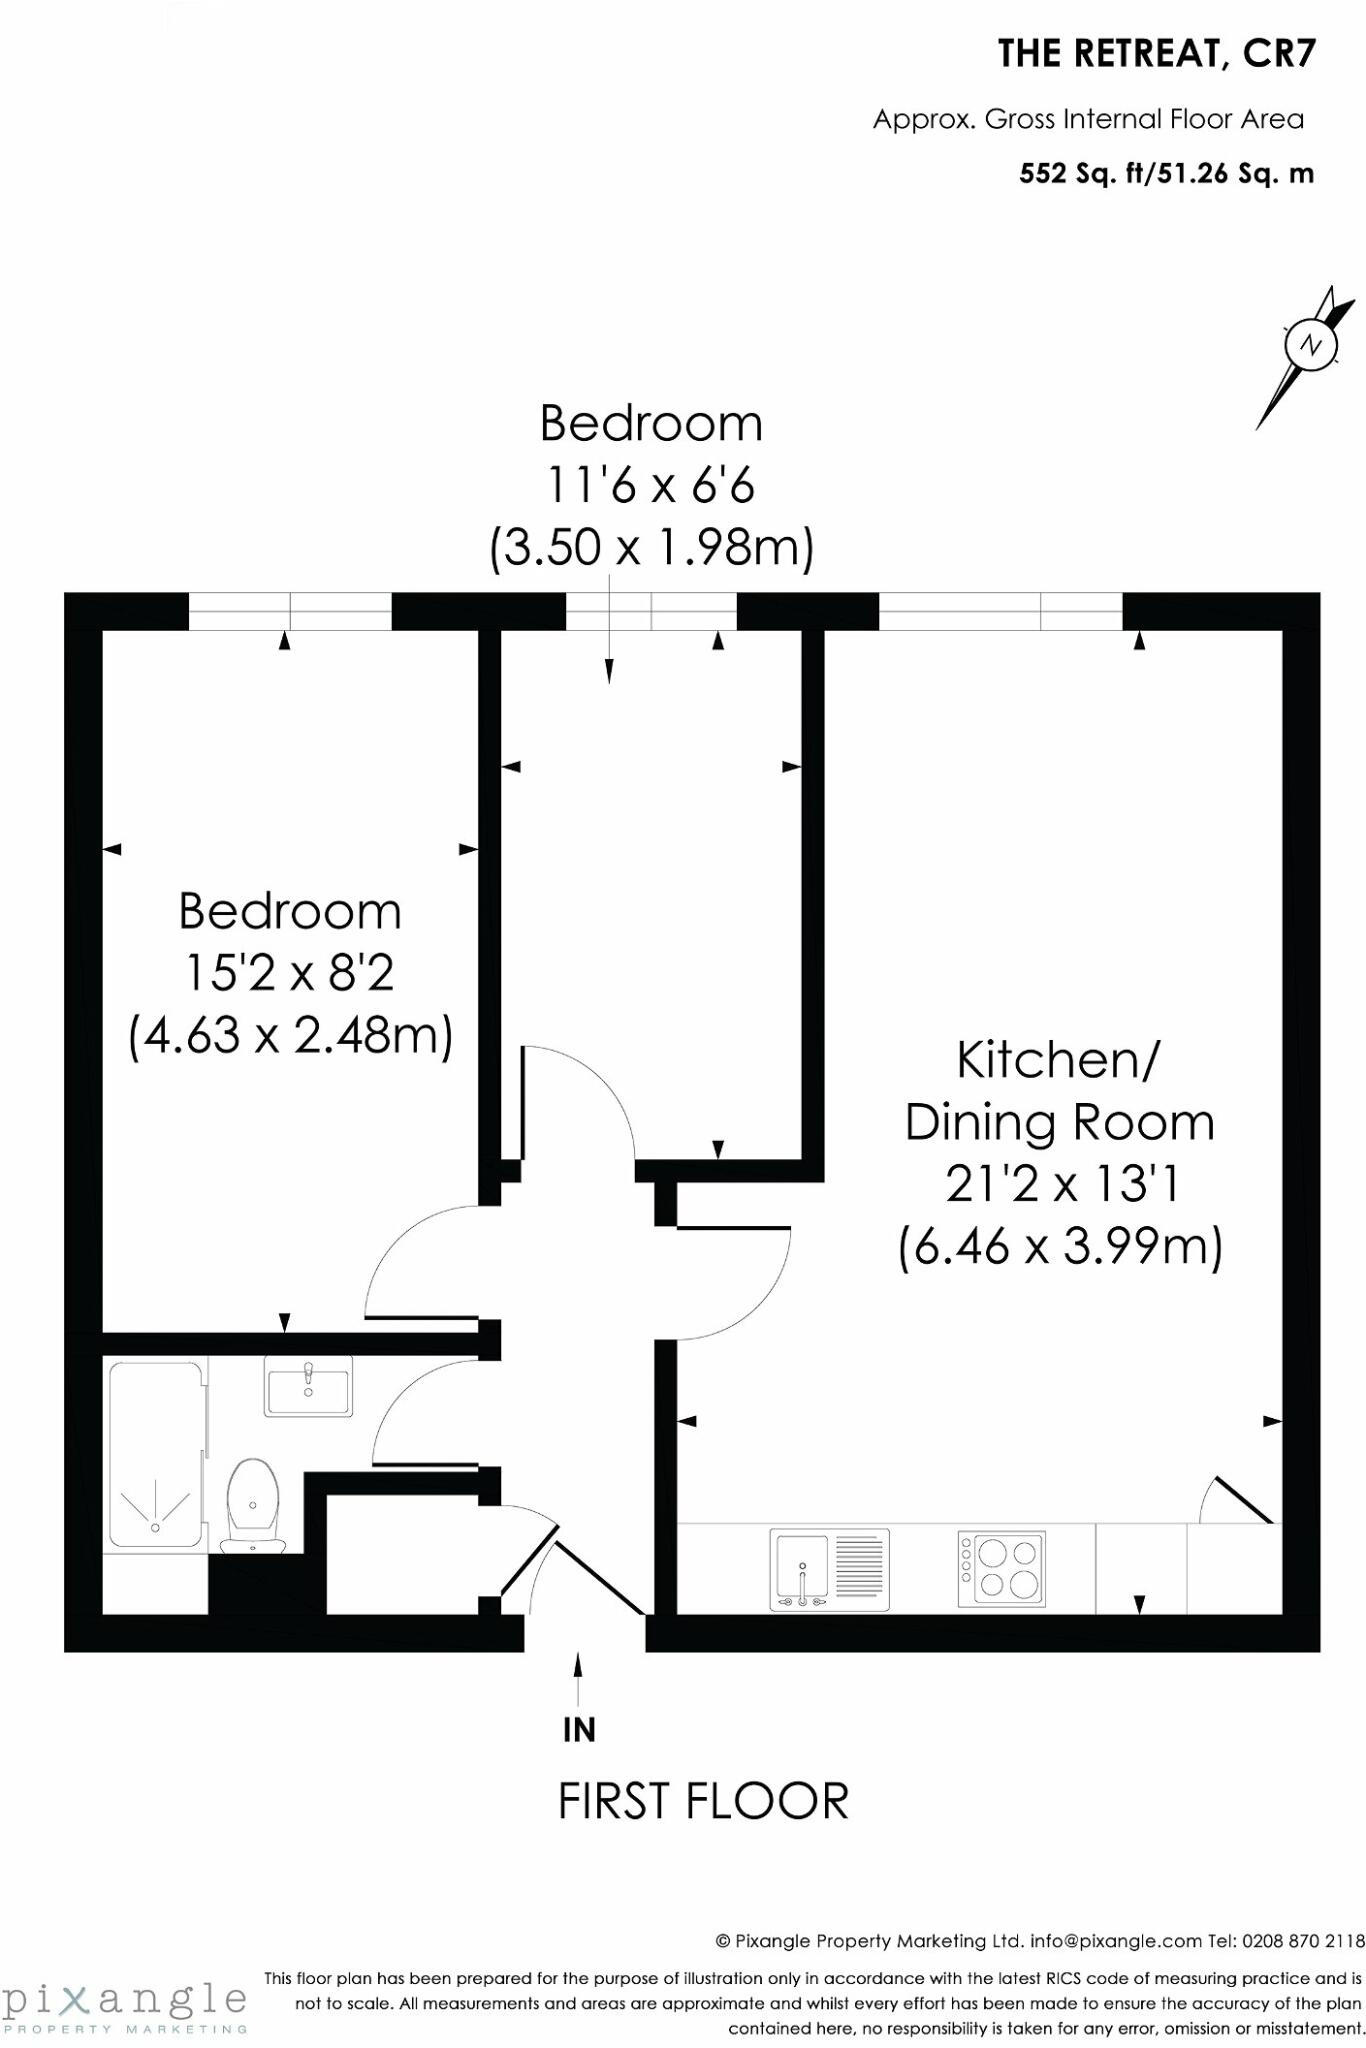 THE RETREAT, CR7
Approx. Gross Internal Floor Area
552 Sq. ft/51.26 Sq. m
N
Bedroom
11'6 x 6'6
(3.50 x 1.98m)
Bedroom
15'2 x 8'2
(4.63 x 2.48m)
Kitchen/
Dining Room
21'2 x 13'1
(6.46 x 3.99m)
IN
FIRST FLOOR
© Pixangle Property Marketing Ltd. info@pixangle.com Tel: 0208 870 2118
pixangle
PROPERTY MARKETING
This floor plan has been prepared for the purpose of illustration only in accordance with the latest RICS code of measuring practice and is
not to scale. All measurements and areas are approximate and whilst every effort has been made to ensure the accuracy of the plan
contained here, no responsibility is taken for any error, omission or misstatement.